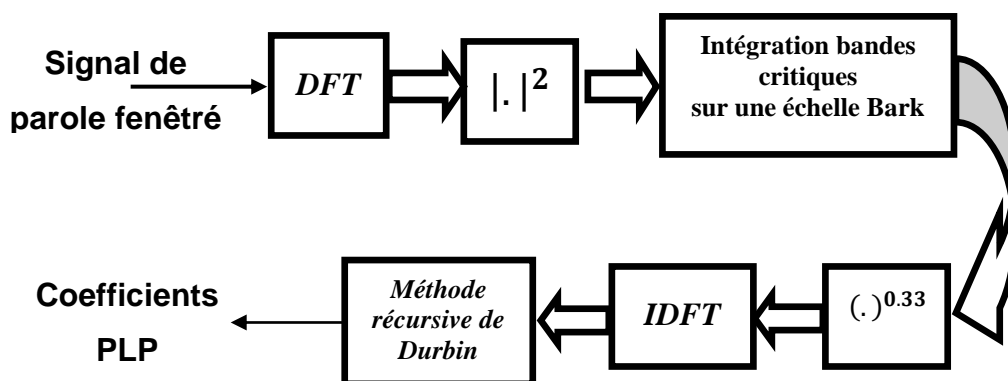 Signal de
parole fenêtré
DFT
|.|²
Intégration bandes
critiques
sur une échelle Bark
(.)^0.33
IDFT
Méthode
récursive de
Durbin
Coefficients
PLP